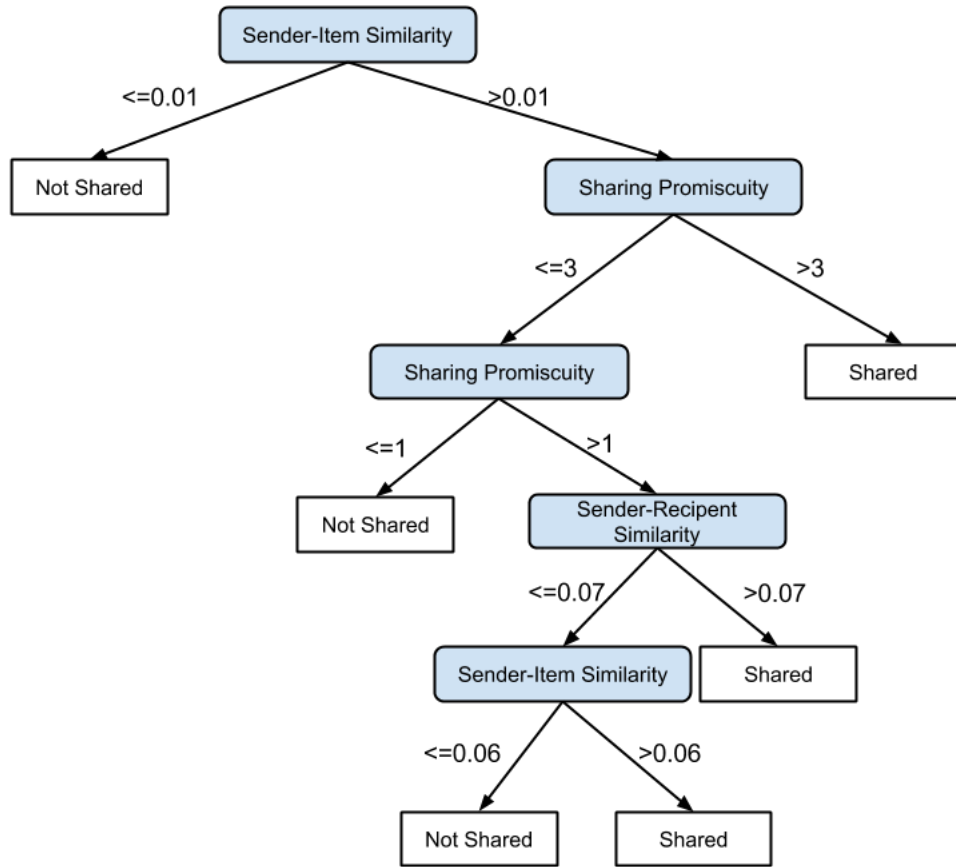 Sender-Item Similarity
<=0.01
>0.01
Not Shared
Sharing Promiscuity
<=3
>3
Sharing Promiscuity
Shared
<=1
>1
Not Shared
Sender-Recipent
Similarity
<=0.07
>0.07
Sender-Item Similarity
Shared
<=0.06
>0.06
Not Shared
Shared